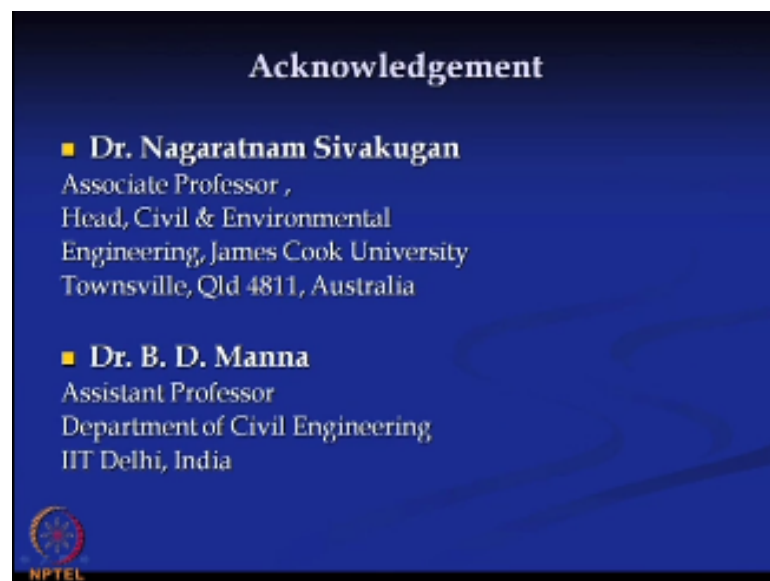 Acknowledgement
Dr. Nagaratnam Sivakugan
Associate Professor ,
Head, Civil & Environmental
Engineering, James Cook University
Townsville, Qld 4811, Australia
Dr. B. D. Manna
Assistant Professor
Department of Civil Engineering
IIT Delhi, India
NPTEL